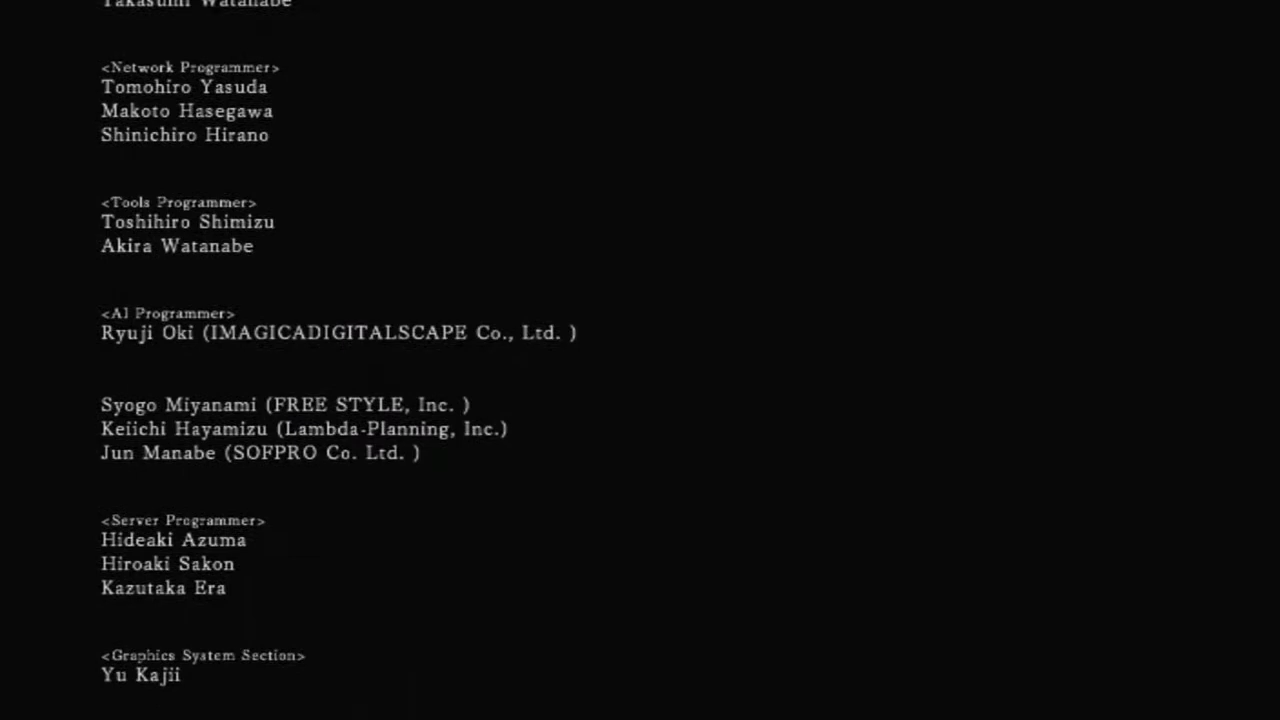 Takasumi Watanabe
<Network Programmer>
Tomohiro Yasuda
Makoto Hasegawa
Shinichiro Hirano
<Tools Programmer>
Toshihiro Shimizu
Akira Watanabe
<AI Programmer>
Ryuji Oki (IMAGICADIGITALSCAPE Co., Ltd. )
Syogo Miyanami (FREE STYLE, Inc. )
Keiichi Hayamizu (Lambda-Planning, Inc.)
Jun Manabe (SOFPRO Co. Ltd. )
<Server Programmer>
Hideaki Azuma
Hiroaki Sakon
Kazutaka Era
<Graphics System Section>
Yu Kajii